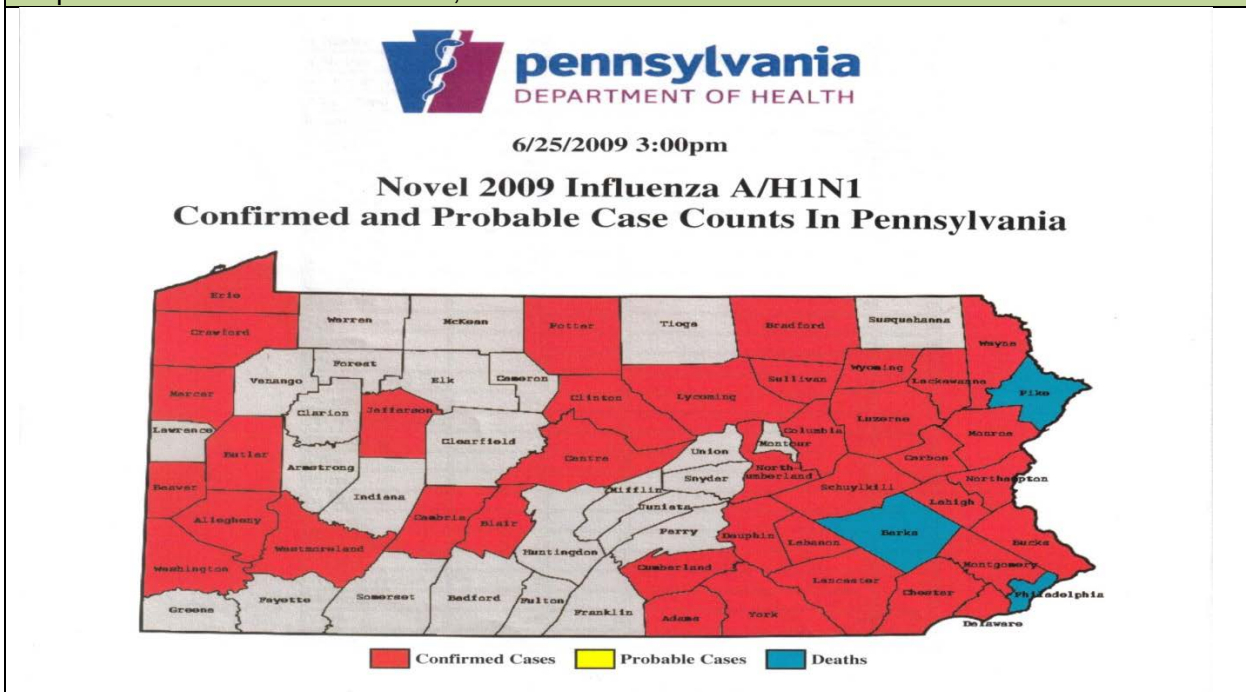 pennsylvania
DEPARTMENT OF HEALTH
6/25/2009 3:00pm
Novel 2009 Influenza A/H1N1
Confirmed and Probable Case Counts In Pennsylvania
Erie
Warren
McKean
Potter
Tioga
Bradford
Susquehanna
Wayne
Crawford
Forest
Venango
Elk
Cameron
Sullivan
Wyoming
Lackawanna
Pike
Mercer
Clarion
Jefferson
Clinton
Lycoming
Luzerne
Monroe
Lawrence
Butler
Armstrong
Clearfield
Centre
Union
Montour
Columbia
Carbon
Snyder
North-
umberland
Northampton
Beaver
Indiana
Mifflin
Juniata
Schuylkill
Lehigh
Allegheny
Cambria
Blair
Perry
Dauphin
Lebanon
Berks
Bucks
Westmoreland
Huntingdon
Cumberland
Montgomery
Washington
Lancaster
Chester
Philadelphia
Greene
Fayette
Somerset
Bedford
Fulton
Franklin
Adams
York
Delaware
Confirmed Cases
Probable Cases
Deaths